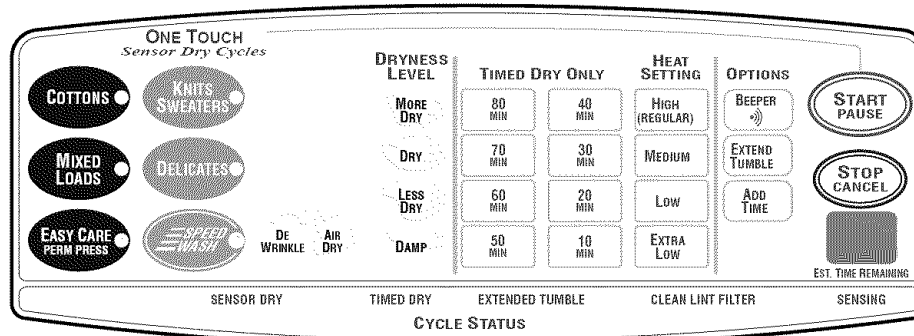 ONE TOUCH
Sensor Dry Cycles
COTTONS
KNITS
SWEATERS
MIXED
LOADS
DELICATES
EASY CARE
PERM PRESS
SPEED
WASH
DE
WRINKLE
AIR
DRY
DRYNESS
LEVEL
MORE
DRY
DRY
LESS
DRY
DAMP
TIMED DRY ONLY
80
MIN
40
MIN
70
MIN
30
MIN
60
MIN
20
MIN
50
MIN
10
MIN
HEAT
SETTING
HIGH
(REGULAR)
MEDIUM
LOW
EXTRA
LOW
OPTIONS
BEEPER
EXTEND
TUMBLE
ADD
TIME
START
PAUSE
STOP
CANCEL
EST. TIME REMAINING
SENSOR DRY TIMED DRY EXTENDED TUMBLE CLEAN LINT FILTER SENSING
CYCLE STATUS